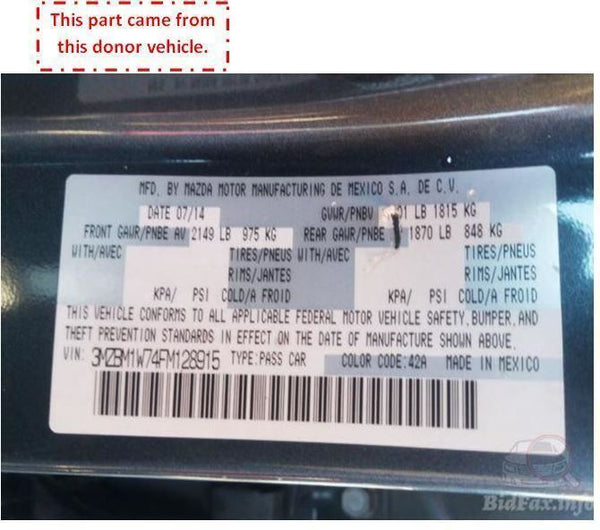 This part came from
this donor vehicle.
MFD. BY MAZDA MOTOR MANUFACTURING DE MEXICO S.A. DE C.V.
DATE 07/14 GVWR/PNBV 01 LB 1815 KG
FRONT GAWR/PNBE AV 2149 LB 975 KG REAR GAWR/PNBE 1870 LB 848 KG
WITH/AVEC TIRES/PNEUS WITH/AVEC TIRES/PNEUS
RIMS/JANTES RIMS/JANTES
KPA/ PSI COLD/A FROID KPA/ PSI COLD/A FROID
THIS VEHICLE CONFORMS TO ALL APPLICABLE FEDERAL MOTOR VEHICLE SAFETY, BUMPER, AND
THEFT PREVENTION STANDARDS IN EFFECT ON THE DATE OF MANUFACTURE SHOWN ABOVE.
VIN: 3MZBM1W74FM128915 TYPE:PASS CAR COLOR CODE:42A MADE IN MEXICO
BidFax.info